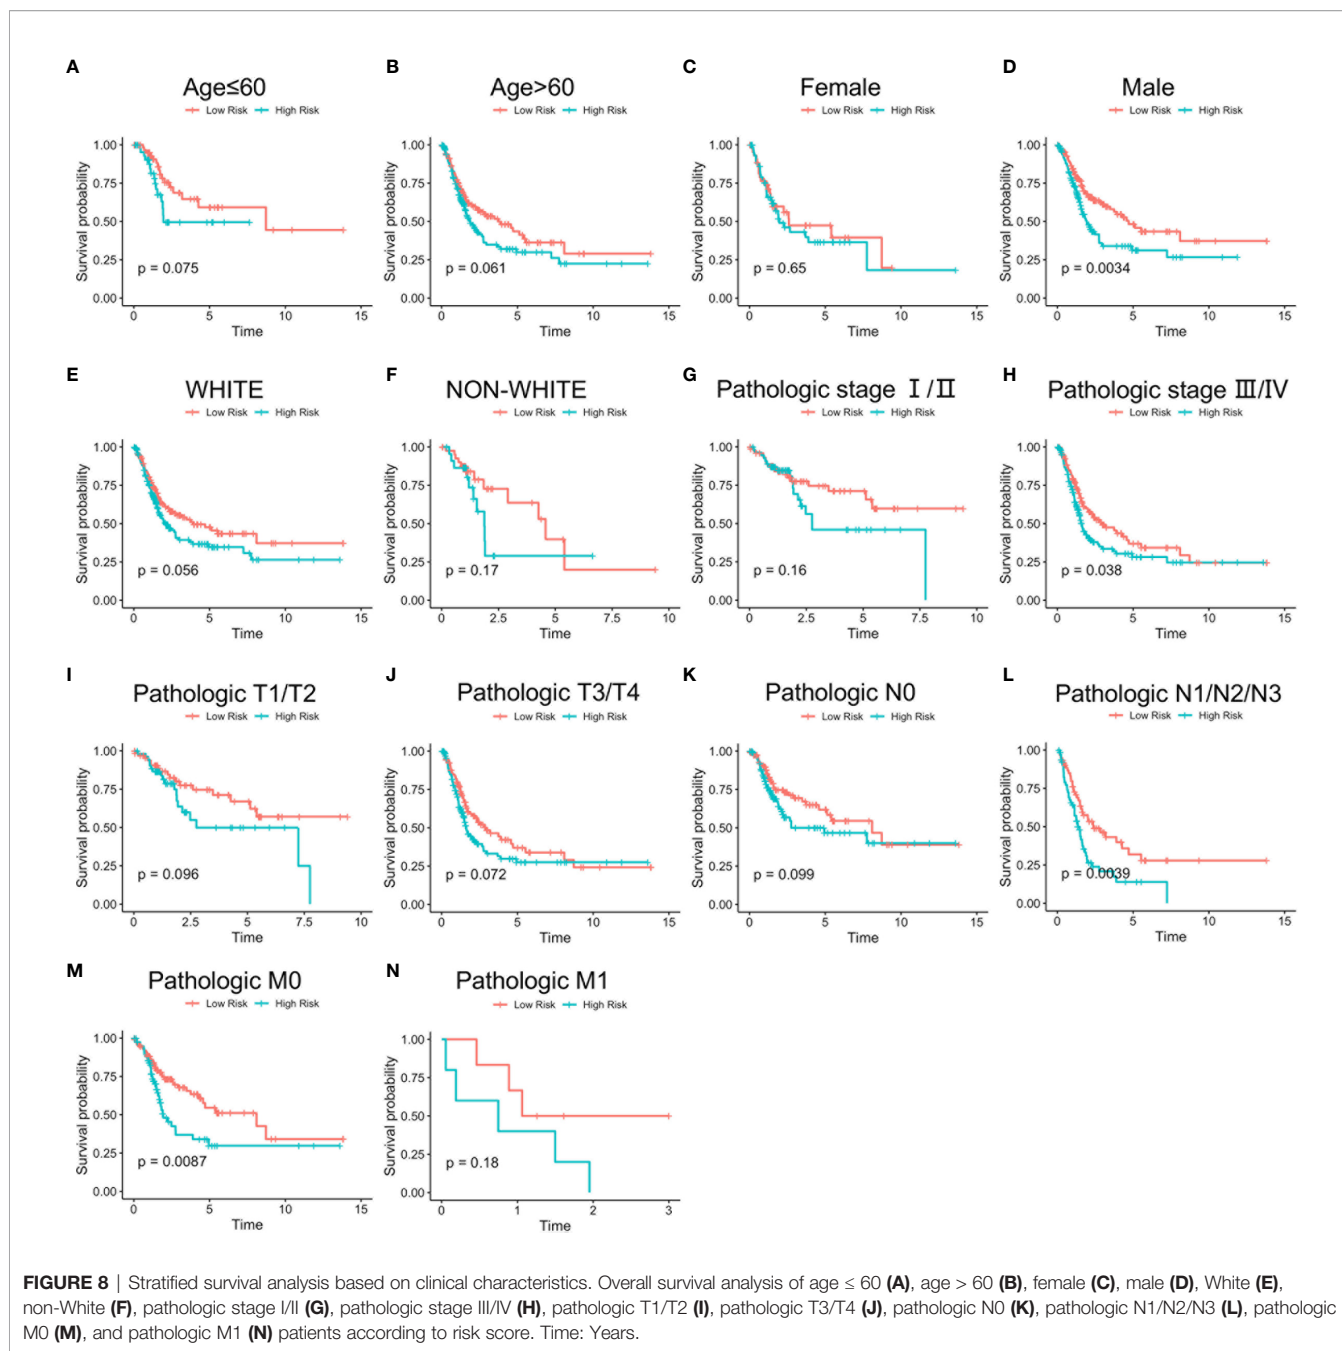 A
Age≤60
Low Risk High Risk
Survival probability
1.00
0.75
0.50
0.25
0.00
p = 0.075
0 5 10 15
Time
B
Age>60
Low Risk High Risk
Survival probability
1.00
0.75
0.50
0.25
0.00
p = 0.061
0 5 10 15
Time
C
Female
Low Risk High Risk
Survival probability
1.00
0.75
0.50
0.25
0.00
p = 0.65
0 5 10 15
Time
D
Male
Low Risk High Risk
Survival probability
1.00
0.75
0.50
0.25
0.00
p = 0.0034
0 5 10 15
Time
E
WHITE
Low Risk High Risk
Survival probability
1.00
0.75
0.50
0.25
0.00
p = 0.056
0 5 10 15
Time
F
NON-WHITE
Low Risk High Risk
Survival probability
1.00
0.75
0.50
0.25
0.00
p = 0.17
0 2.5 5.0 7.5 10
Time
G
Pathologic stage Ⅰ/Ⅱ
Low Risk High Risk
Survival probability
1.00
0.75
0.50
0.25
0.00
p = 0.16
0 2.5 5 7.5 10
Time
H
Pathologic stage Ⅲ/Ⅳ
Low Risk High Risk
Survival probability
1.00
0.75
0.50
0.25
0.00
p = 0.038
0 5 10 15
Time
I
Pathologic T1/T2
Low Risk High Risk
Survival probability
1.00
0.75
0.50
0.25
0.00
p = 0.096
0 2.5 5 7.5 10
Time
J
Pathologic T3/T4
Low Risk High Risk
Survival probability
1.00
0.75
0.50
0.25
0.00
p = 0.072
0 5 10 15
Time
K
Pathologic N0
Low Risk High Risk
Survival probability
1.00
0.75
0.50
0.25
0.00
p = 0.099
0 5 10 15
Time
L
Pathologic N1/N2/N3
Low Risk High Risk
Survival probability
1.00
0.75
0.50
0.25
0.00
p = 0.0039
0 5 10 15
Time
M
Pathologic M0
Low Risk High Risk
Survival probability
1.00
0.75
0.50
0.25
0.00
p = 0.0087
0 5 10 15
Time
N
Pathologic M1
Low Risk High Risk
Survival probability
1.00
0.75
0.50
0.25
0.00
p = 0.18
0 1 2 3
Time
FIGURE 8 | Stratified survival analysis based on clinical characteristics. Overall survival analysis of age ≤ 60 (A), age > 60 (B), female (C), male (D), White (E),
non-White (F), pathologic stage I/II (G), pathologic stage III/IV (H), pathologic T1/T2 (I), pathologic T3/T4 (J), pathologic N0 (K), pathologic N1/N2/N3 (L), pathologic
M0 (M), and pathologic M1 (N) patients according to risk score. Time: Years.